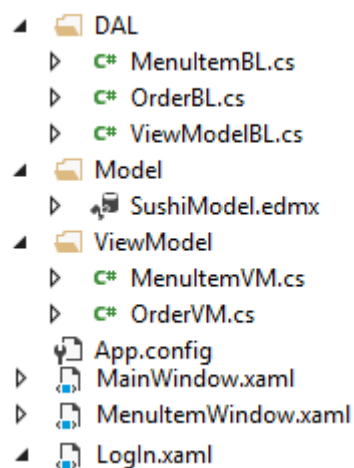 DAL
C# MenuItemBL.cs
C# OrderBL.cs
C# ViewModelBL.cs
Model
SushiModel.edmx
ViewModel
C# MenuItemVM.cs
C# OrderVM.cs
App.config
MainWindow.xaml
MenuItemWindow.xaml
LogIn.xaml